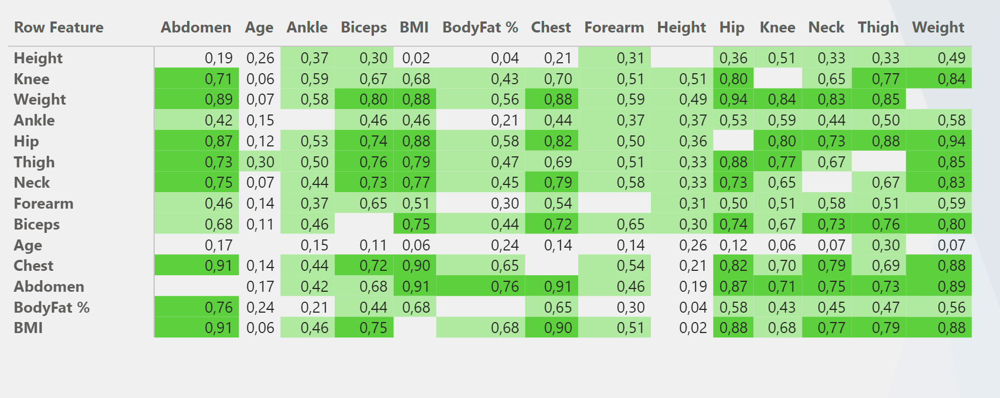 Row Feature Abdomen Age Ankle Biceps BMI BodyFat % Chest Forearm Height Hip Knee Neck Thigh Weight
Height 0,19 0,26 0,37 0,30 0,02 0,04 0,21 0,31 0,36 0,51 0,33 0,33 0,49
Knee 0,71 0,06 0,59 0,67 0,68 0,43 0,70 0,51 0,51 0,80 0,65 0,77 0,84
Weight 0,89 0,07 0,58 0,80 0,88 0,56 0,88 0,59 0,49 0,94 0,84 0,83 0,85
Ankle 0,42 0,15 0,46 0,46 0,21 0,44 0,37 0,37 0,53 0,59 0,44 0,50 0,58
Hip 0,87 0,12 0,53 0,74 0,88 0,58 0,82 0,50 0,36 0,80 0,73 0,88 0,94
Thigh 0,73 0,30 0,50 0,76 0,79 0,47 0,69 0,51 0,33 0,88 0,77 0,67 0,85
Neck 0,75 0,07 0,44 0,73 0,77 0,45 0,79 0,58 0,33 0,73 0,65 0,67 0,83
Forearm 0,46 0,14 0,37 0,65 0,51 0,30 0,54 0,31 0,50 0,51 0,58 0,51 0,59
Biceps 0,68 0,11 0,46 0,75 0,44 0,72 0,65 0,30 0,74 0,67 0,73 0,76 0,80
Age 0,17 0,15 0,11 0,06 0,24 0,14 0,14 0,26 0,12 0,06 0,07 0,30 0,07
Chest 0,91 0,14 0,44 0,72 0,90 0,65 0,54 0,21 0,82 0,70 0,79 0,69 0,88
Abdomen 0,17 0,42 0,68 0,91 0,76 0,91 0,46 0,19 0,87 0,71 0,75 0,73 0,89
BodyFat % 0,76 0,24 0,21 0,44 0,68 0,65 0,30 0,04 0,58 0,43 0,45 0,47 0,56
BMI 0,91 0,06 0,46 0,75 0,68 0,90 0,51 0,02 0,88 0,68 0,77 0,79 0,88